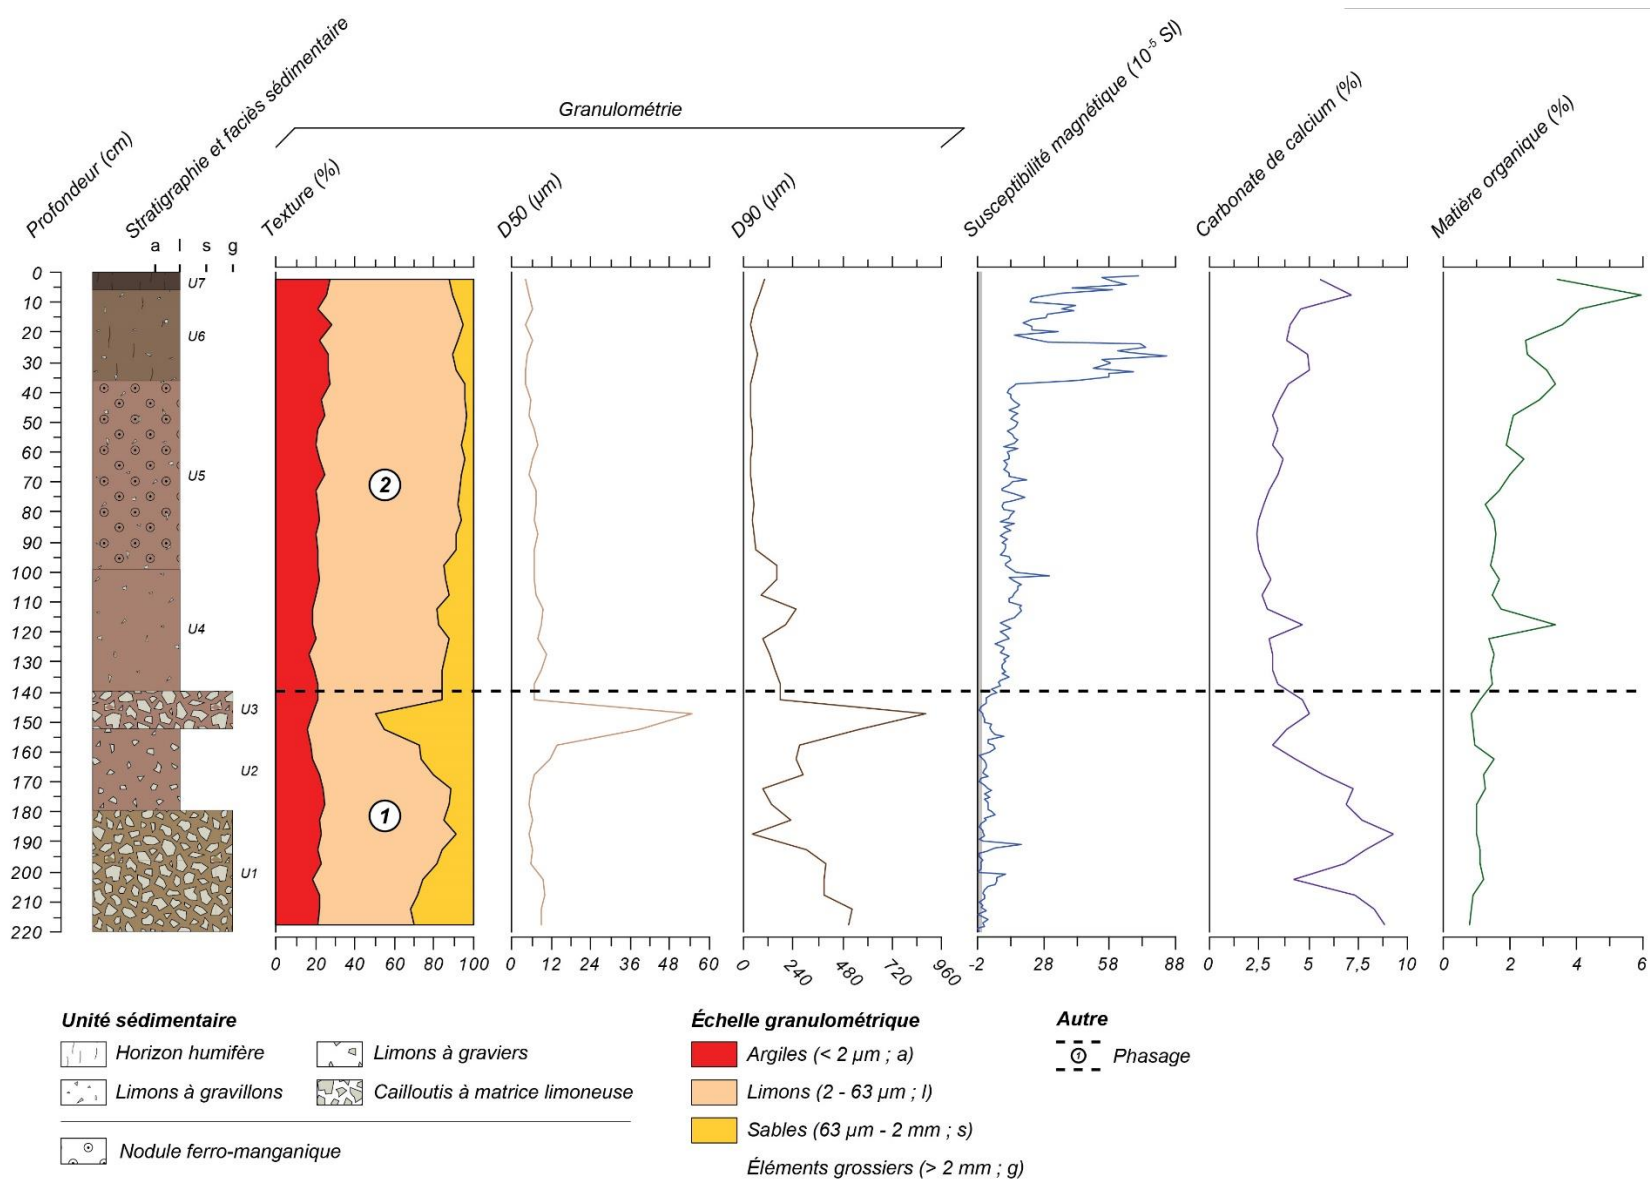 Granulométrie
Profondeur (cm)
Stratigraphie et faciès sédimentaire
Texture (%)
D50 (µm)
D90 (µm)
Susceptibilité magnétique (10⁻⁵ SI)
Carbonate de calcium (%)
Matière organique (%)
a l s g
0
10
20
30
40
50
60
70
80
90
100
110
120
130
140
150
160
170
180
190
200
210
220
U7
U6
U5
U4
U3
U2
U1
2
1
0 20 40 60 80 100
0 12 24 36 48 60
0 240 480 720 960
-2 28 58 88
0 2,5 5 7,5 10
0 2 4 6
Unité sédimentaire
Horizon humifère
Limons à graviers
Limons à gravillons
Cailloutis à matrice limoneuse
Nodule ferro-manganique
Échelle granulométrique
Argiles (< 2 µm ; a)
Limons (2 - 63 µm ; l)
Sables (63 µm - 2 mm ; s)
Éléments grossiers (> 2 mm ; g)
Autre
1 Phasage